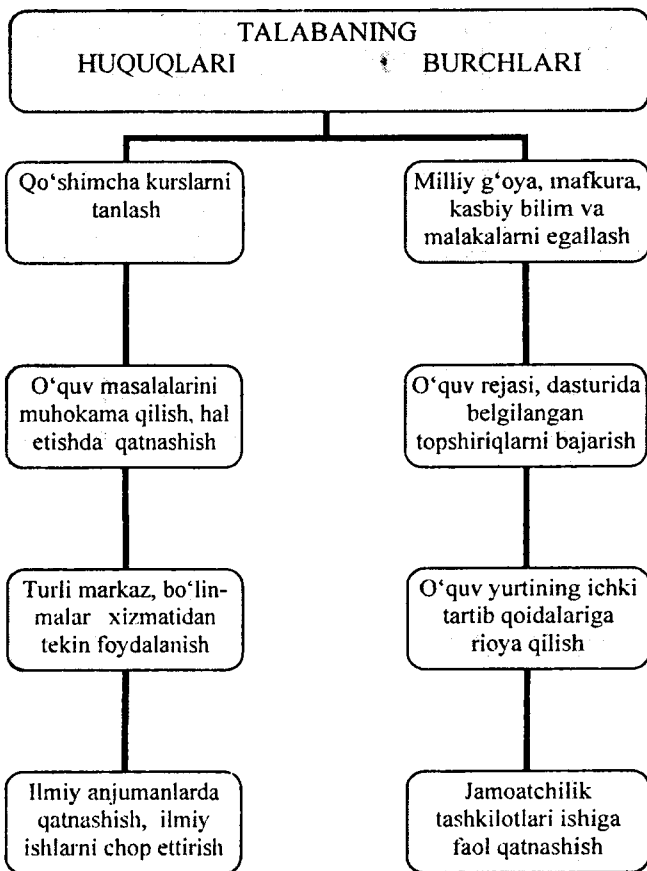 TALABANING
HUQUQLARI BURCHLARI
Qo‘shimcha kurslarni
tanlash
Milliy g‘oya, mafkura,
kasbiy bilim va
malakalarni egallash
O‘quv masalalarini
muhokama qilish, hal
etishda qatnashish
O‘quv rejasi, dasturida
belgilangan
topshiriqlarni bajarish
Turli markaz, bo‘lin-
malar xizmatidan
tekin foydalanish
O‘quv yurtining ichki
tartib qoidalariga
rioya qilish
Ilmiy anjumanlarda
qatnashish, ilmiy
ishlarni chop ettirish
Jamoatchilik
tashkilotlari ishiga
faol qatnashish